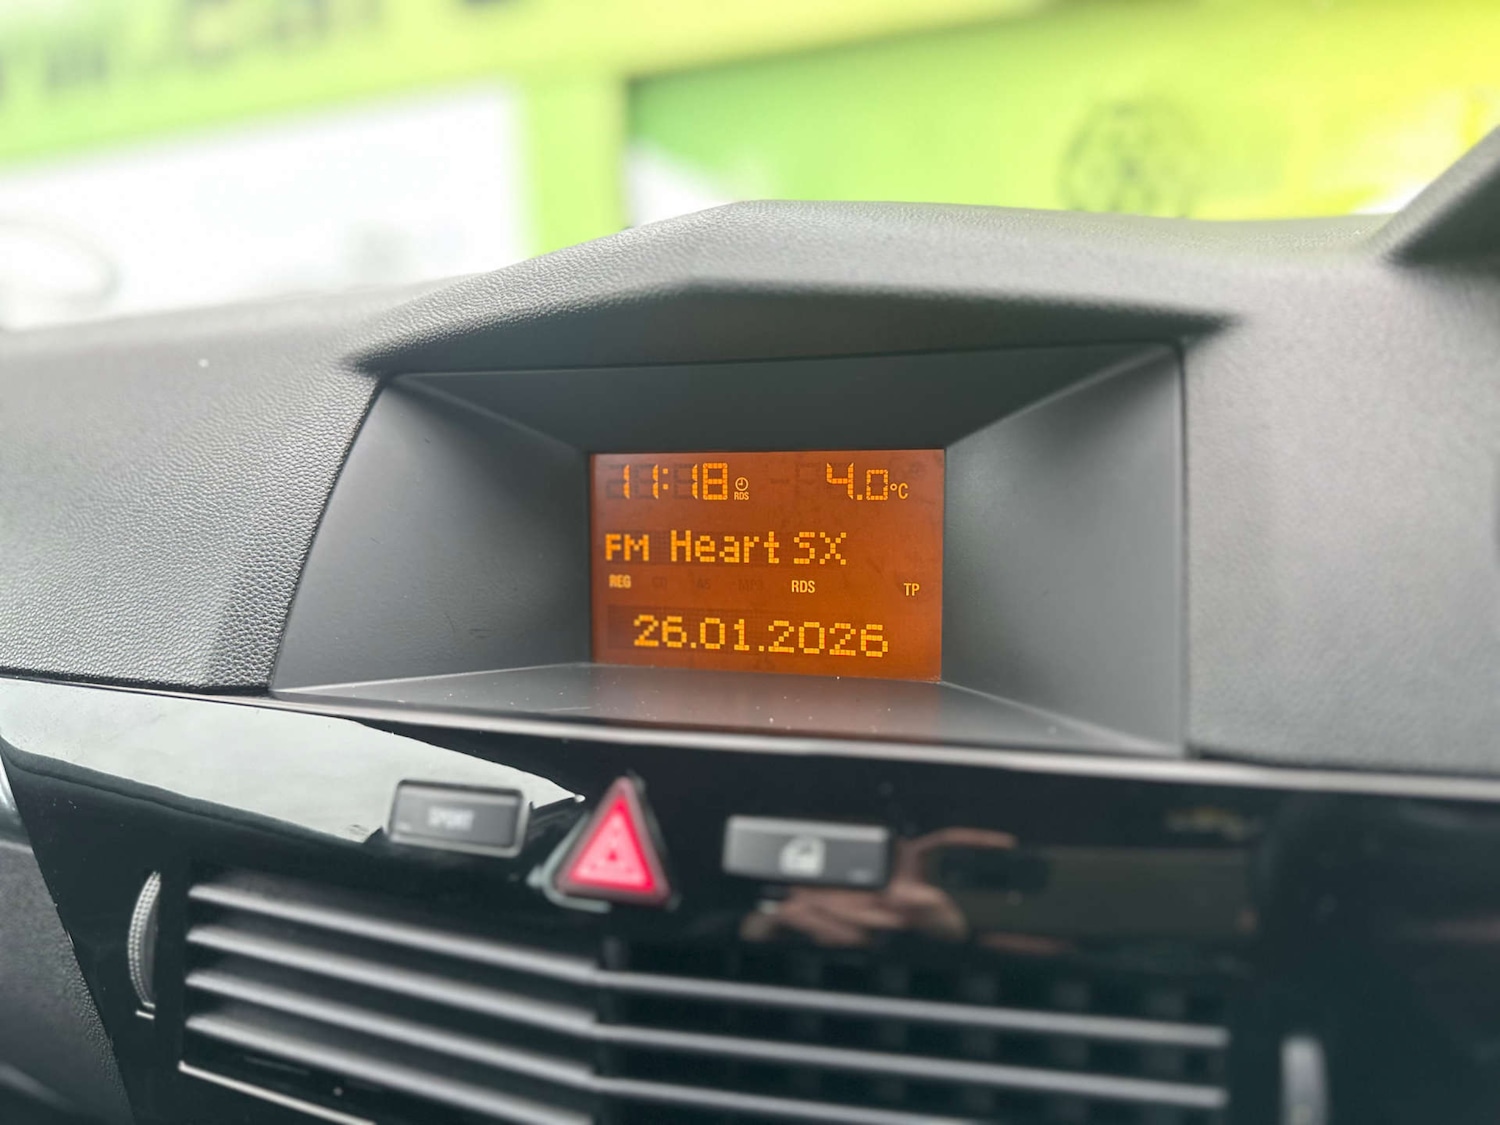 11:18 RDS 4.0°C
FM Heart SX
REG RDS TP
26.01.2026
SPORT